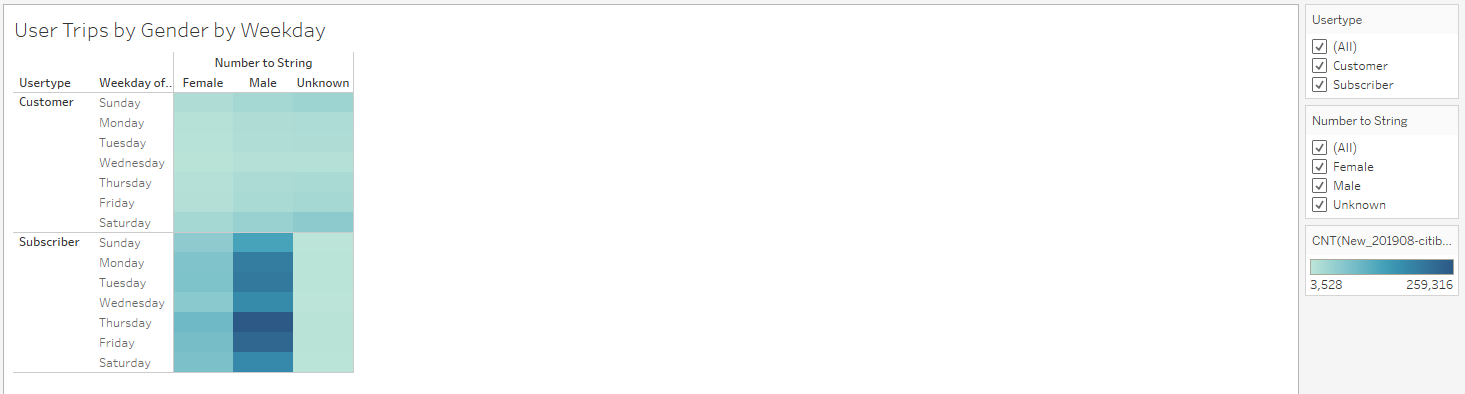 User Trips by Gender by Weekday
Number to String
Usertype Weekday of.. Female Male Unknown
Customer Sunday
Monday
Tuesday
Wednesday
Thursday
Friday
Saturday
Subscriber Sunday
Monday
Tuesday
Wednesday
Thursday
Friday
Saturday
Usertype
(All)
Customer
Subscriber
Number to String
(All)
Female
Male
Unknown
CNT(New_201908-citib...
3,528 259,316